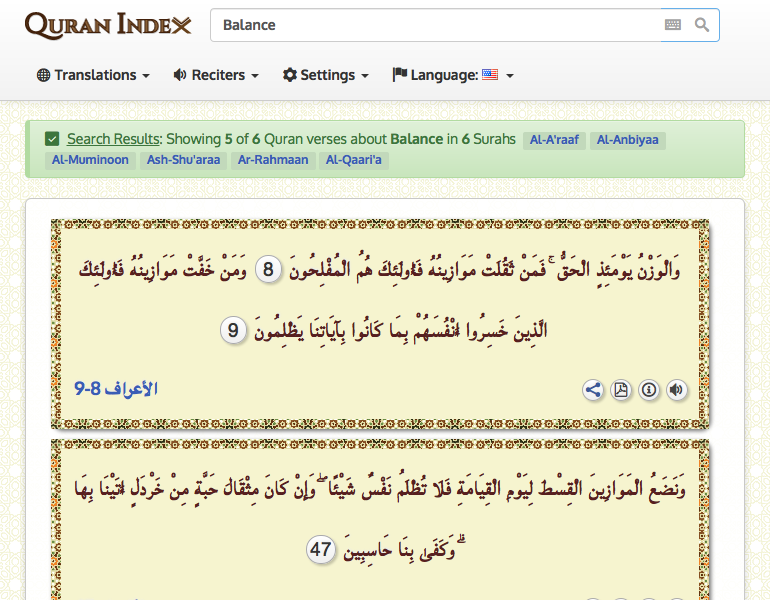 QURAN INDEX
Balance
Translations Reciters Settings Language:
Search Results: Showing 5 of 6 Quran verses about Balance in 6 Surahs Al-A'raaf Al-Anbiyaa
Al-Muminoon Ash-Shu'araa Ar-Rahmaan Al-Qaari'a
وَالْوَزْنُ يَوْمَئِذٍ الْحَقُّ ۚ فَمَنْ ثَقُلَتْ مَوَازِينُهُ فَأُولَٰئِكَ هُمُ الْمُفْلِحُونَ 8 وَمَنْ خَفَّتْ مَوَازِينُهُ فَأُولَٰئِكَ
الَّذِينَ خَسِرُوا أَنْفُسَهُمْ بِمَا كَانُوا بِآيَاتِنَا يَظْلِمُونَ 9
الأعراف 8-9
وَنَضَعُ الْمَوَازِينَ الْقِسْطَ لِيَوْمِ الْقِيَامَةِ فَلَا تُظْلَمُ نَفْسٌ شَيْئًا ۖ وَإِنْ كَانَ مِثْقَالَ حَبَّةٍ مِنْ خَرْدَلٍ أَتَيْنَا بِهَا
ۗ وَكَفَىٰ بِنَا حَاسِبِينَ 47